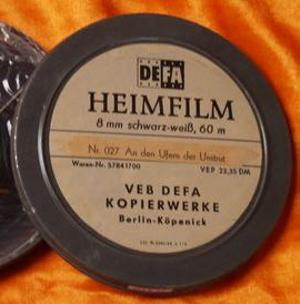 DEFA
HEIMFILM
8 mm schwarz-weiß, 60 m
Nr. 027 An den Ufern der Unstrut
Waren-Nr. 57841700 VEP 23,35 DM
VEB DEFA
KOPIERWERKE
Berlin-Köpenick